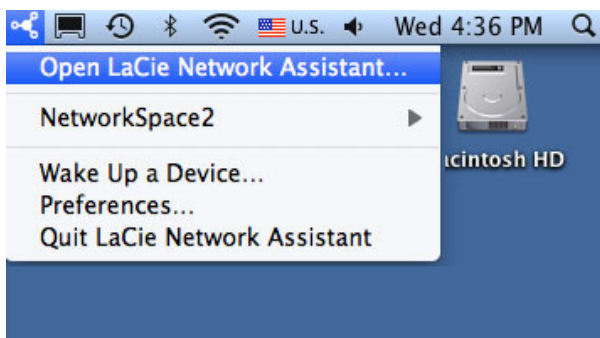 U.S. Wed 4:36 PM
Open LaCie Network Assistant...
NetworkSpace2
acintosh HD
Wake Up a Device...
Preferences...
Quit LaCie Network Assistant